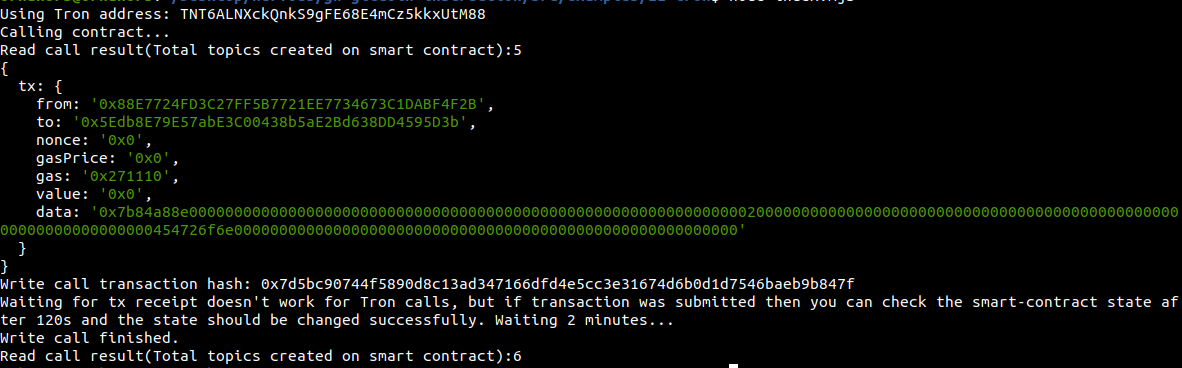 Using Tron address: TNT6ALNXckQnkS9gFE68E4mCz5kkxUtM88
Calling contract...
Read call result(Total topics created on smart contract):5
{
tx: {
from: '0x88E7724FD3C27FF5B7721EE7734673C1DABF4F2B',
to: '0x5Edb8E79E57abE3C00438b5aE2Bd638DD4595D3b',
nonce: '0x0',
gasPrice: '0x0',
gas: '0x271110',
value: '0x0',
data: '0x7b84a88e00000000000000000000000000000000000000000000000000000000000000200000000000000000000000000000000000000000000000
000000000000000000454726f6e00000000000000000000000000000000000000000000000000000000'
}
}
Write call transaction hash: 0x7d5bc90744f5890d8c13ad347166dfd4e5cc3e31674d6b0d1d7546baeb9b847f
Waiting for tx receipt doesn't work for Tron calls, but if transaction was submitted then you can check the smart-contract state af
ter 120s and the state should be changed successfully. Waiting 2 minutes...
Write call finished.
Read call result(Total topics created on smart contract):6